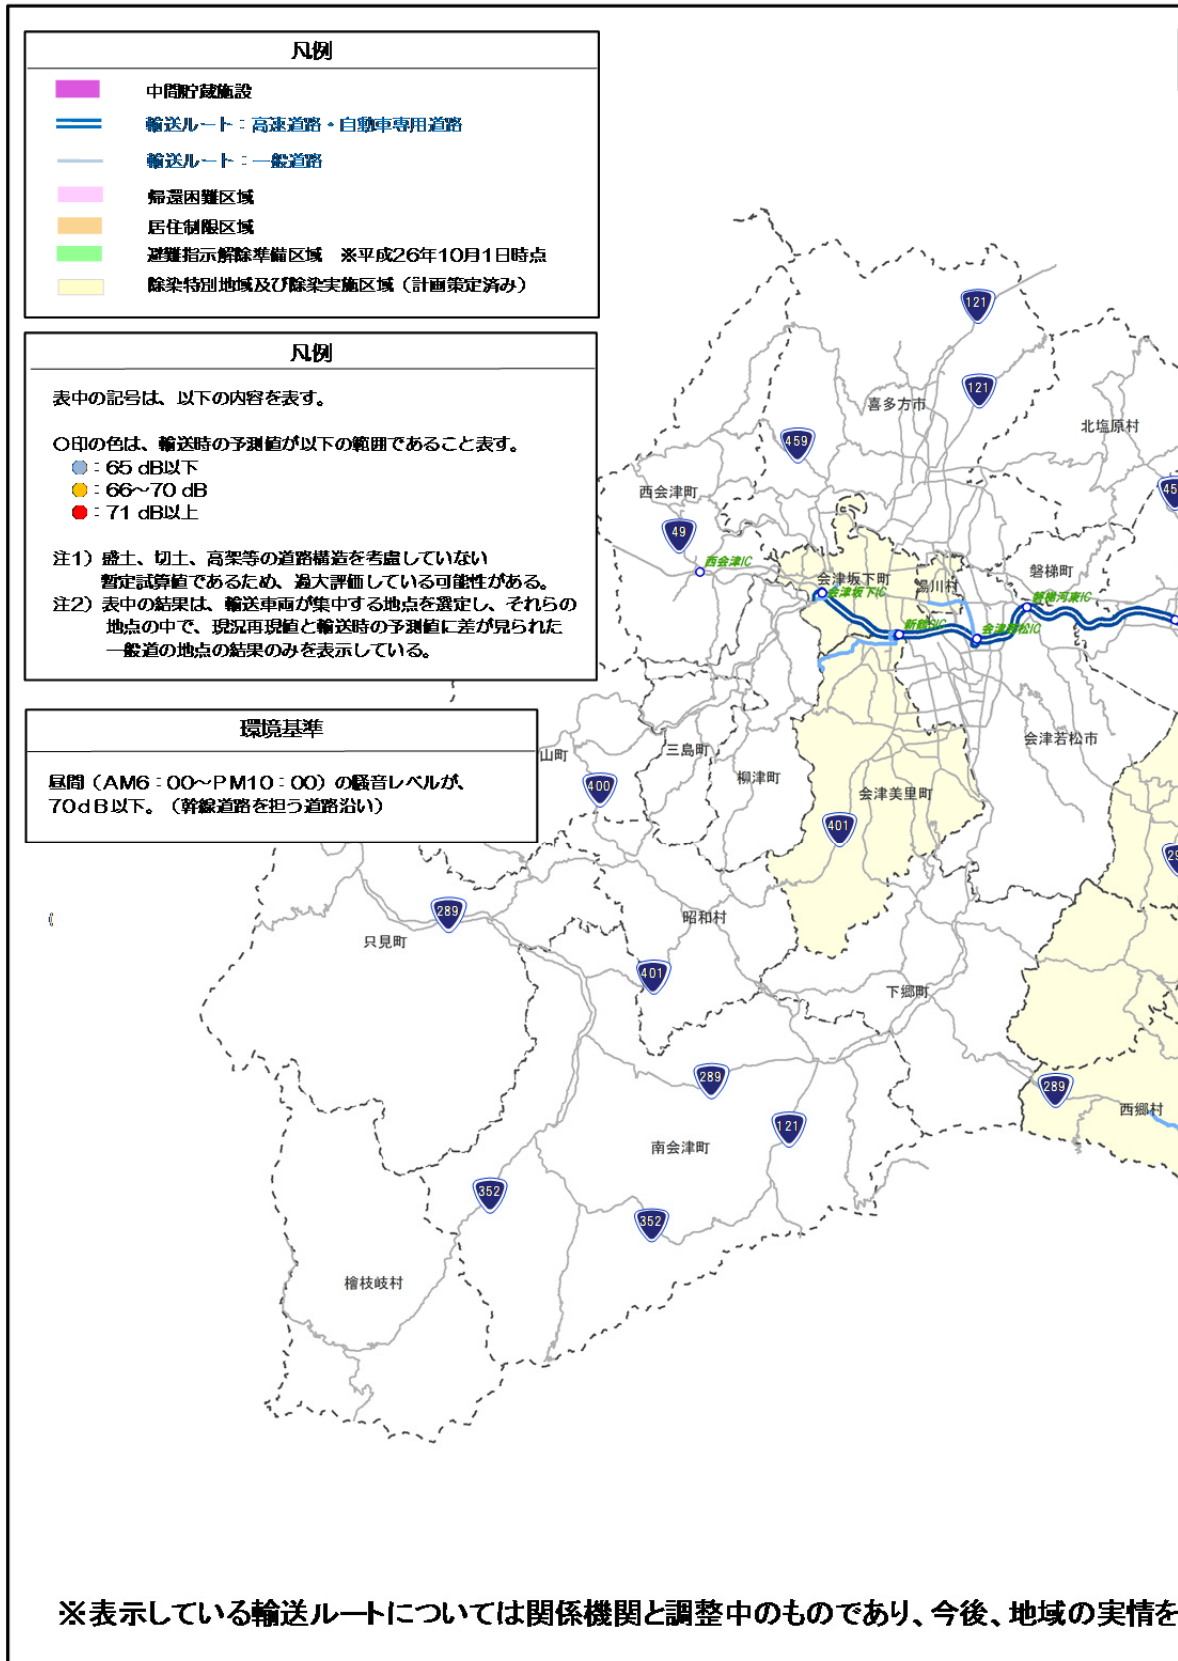 凡例
中間貯蔵施設
輸送ルート：高速道路・自動車専用道路
輸送ルート：一般道路
帰還困難区域
居住制限区域
避難指示解除準備区域　※平成26年10月1日時点
除染特別地域及び除染実施区域（計画策定済み）
凡例
表中の記号は、以下の内容を表す。
〇印の色は、輸送時の予測値が以下の範囲であること表す。
：65 dB以下
：66～70 dB
：71 dB以上
注1）盛土、切土、高架等の道路構造を考慮していない
暫定試算値であるため、過大評価している可能性がある。
注2）表中の結果は、輸送車両が集中する地点を選定し、それらの
地点の中で、現況再現値と輸送時の予測値に差が見られた
一般道の地点の結果のみを表示している。
環境基準
昼間（AM6：00～PM10：00）の騒音レベルが、
70dB以下。（幹線道路を担う道路沿い）
121
121
喜多方市
北塩原村
459
45
西会津町
49
西会津IC
会津坂下町
会津坂下IC
湯川村
磐梯町
磐梯河東IC
新鶴SIC
会津若松IC
会津若松市
山町
三島町
柳津町
400
会津美里町
401
29
289
只見町
昭和村
401
下郷町
289
289
西郷村
121
南会津町
352
352
檜枝岐村
※表示している輸送ルートについては関係機関と調整中のものであり、今後、地域の実情を